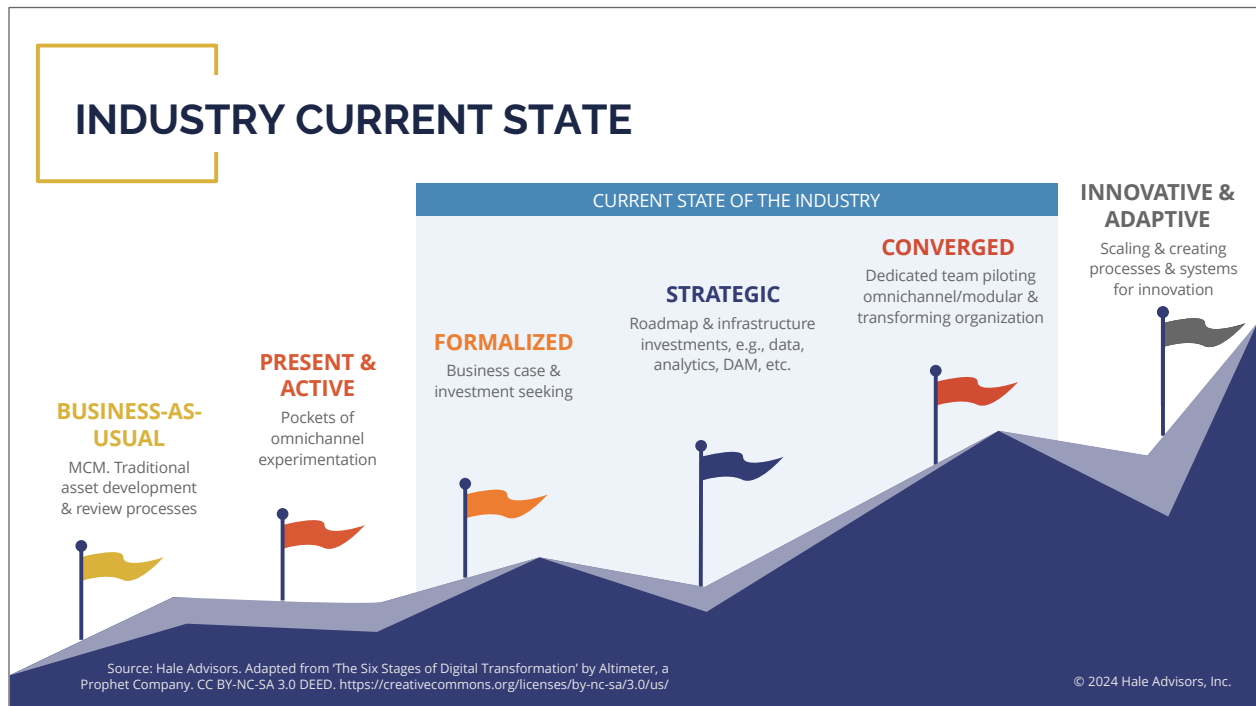 INDUSTRY CURRENT STATE
CURRENT STATE OF THE INDUSTRY
BUSINESS-AS-
USUAL
MCM. Traditional
asset development
& review processes
PRESENT &
ACTIVE
Pockets of
omnichannel
experimentation
FORMALIZED
Business case &
investment seeking
STRATEGIC
Roadmap & infrastructure
investments, e.g., data,
analytics, DAM, etc.
CONVERGED
Dedicated team piloting
omnichannel/modular &
transforming organization
INNOVATIVE &
ADAPTIVE
Scaling & creating
processes & systems
for innovation
Source: Hale Advisors. Adapted from ‘The Six Stages of Digital Transformation’ by Altimeter, a
Prophet Company. CC BY-NC-SA 3.0 DEED. https://creativecommons.org/licenses/by-nc-sa/3.0/us/
© 2024 Hale Advisors, Inc.